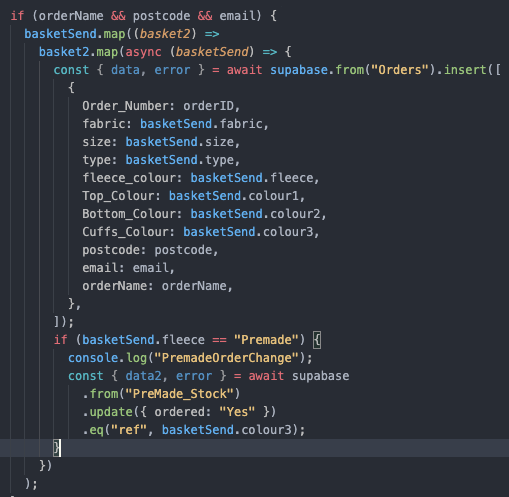 if (orderName && postcode && email) {
basketSend.map((basket2) =>
basket2.map(async (basketSend) => {
const { data, error } = await supabase.from("Orders").insert([
{
Order_Number: orderID,
fabric: basketSend.fabric,
size: basketSend.size,
type: basketSend.type,
fleece_colour: basketSend.fleece,
Top_Colour: basketSend.colour1,
Bottom_Colour: basketSend.colour2,
Cuffs_Colour: basketSend.colour3,
postcode: postcode,
email: email,
orderName: orderName,
},
]);
if (basketSend.fleece == "Premade") {
console.log("PremadeOrderChange");
const { data2, error } = await supabase
.from("PreMade_Stock")
.update({ ordered: "Yes" })
.eq("ref", basketSend.colour3);
}
})
);